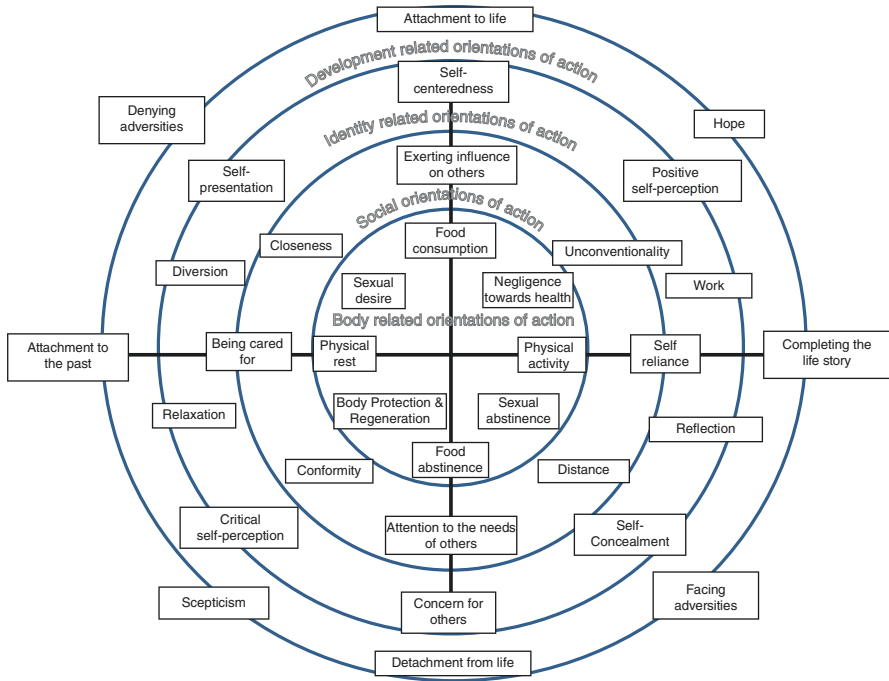 Attachment to life
Development related orientations of action
Self-
centeredness
Denying
adversities
Hope
Identity related orientations of action
Exerting influence
on others
Self-
presentation
Positive
self-perception
Social orientations of action
Food
consumption
Closeness
Unconventionality
Diversion
Sexual
desire
Negligence
towards health
Work
Body related orientations of action
Attachment to
the past
Being cared
for
Physical
rest
Physical
activity
Self
reliance
Completing the
life story
Relaxation
Body Protection &
Regeneration
Sexual
abstinence
Reflection
Conformity
Food
abstinence
Distance
Critical
self-perception
Attention to the needs
of others
Self-
Concealment
Scepticism
Concern for
others
Facing
adversities
Detachment from life